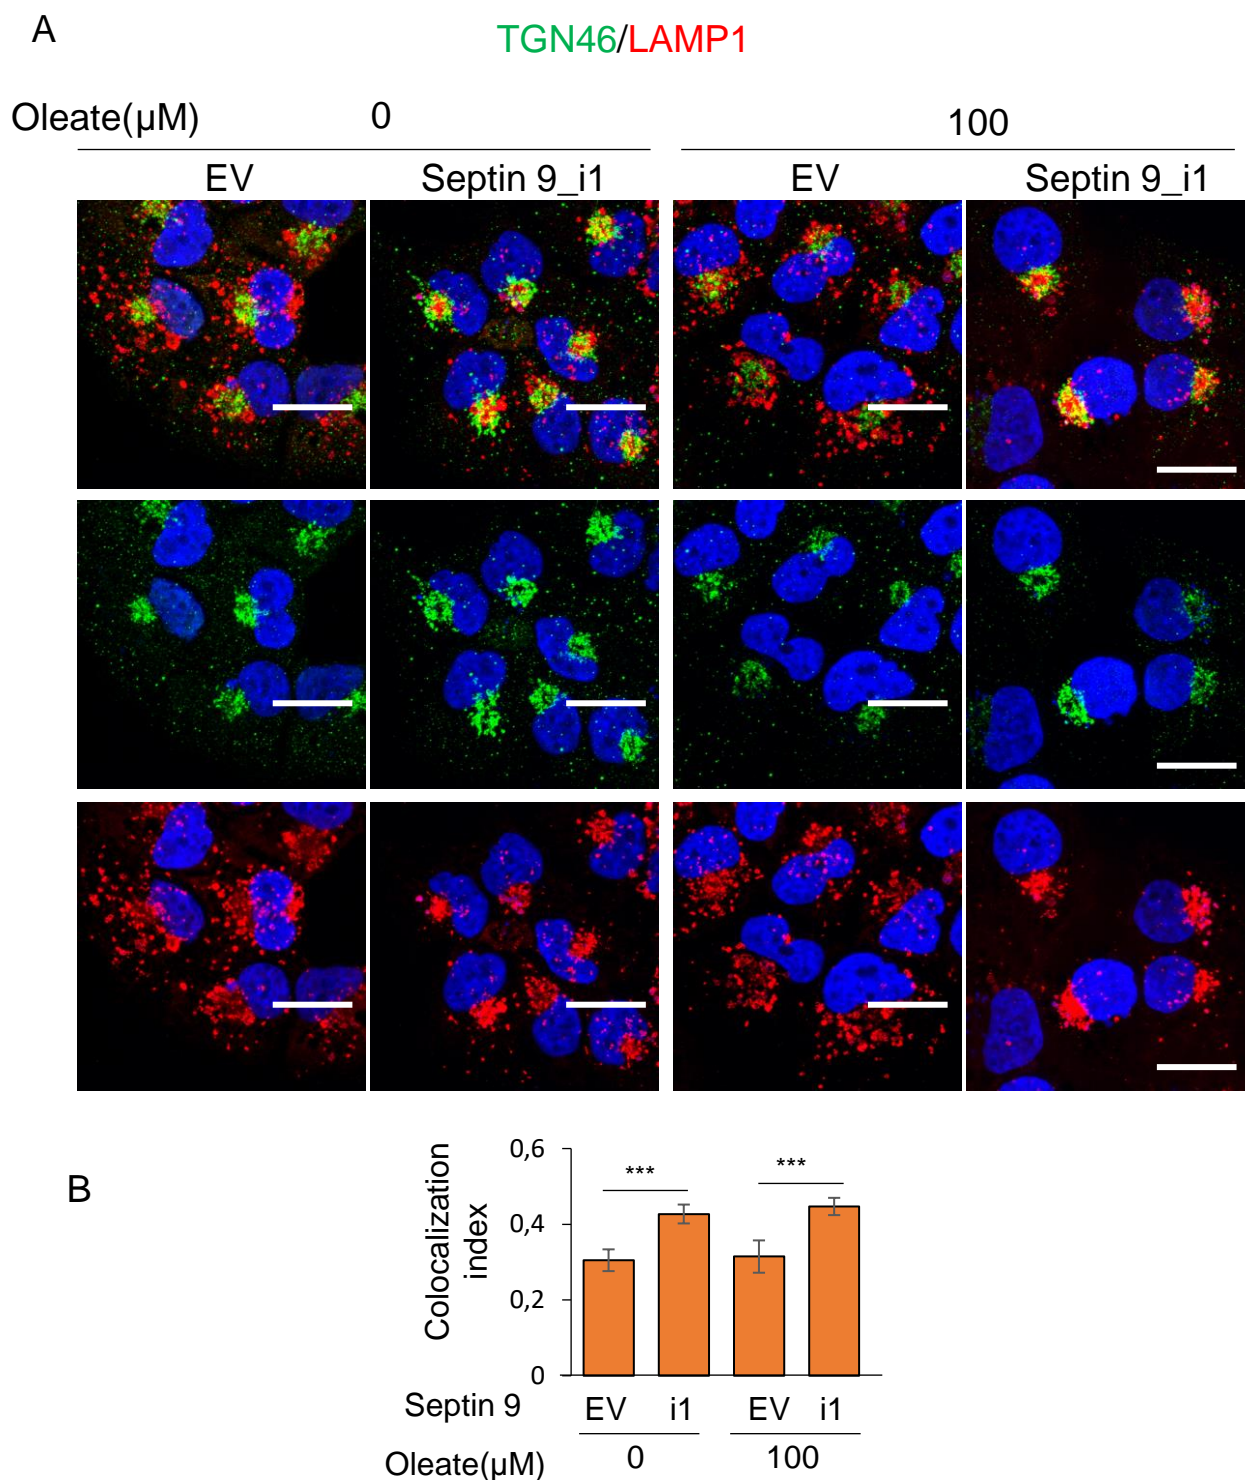 A
TGN46/LAMP1
Oleate(µM) 0 100
EV Septin 9_i1 EV Septin 9_i1
B
Colocalization
index
0,6
0,4
0,2
0
*** ***
Septin 9 EV i1 EV i1
Oleate(µM) 0 100